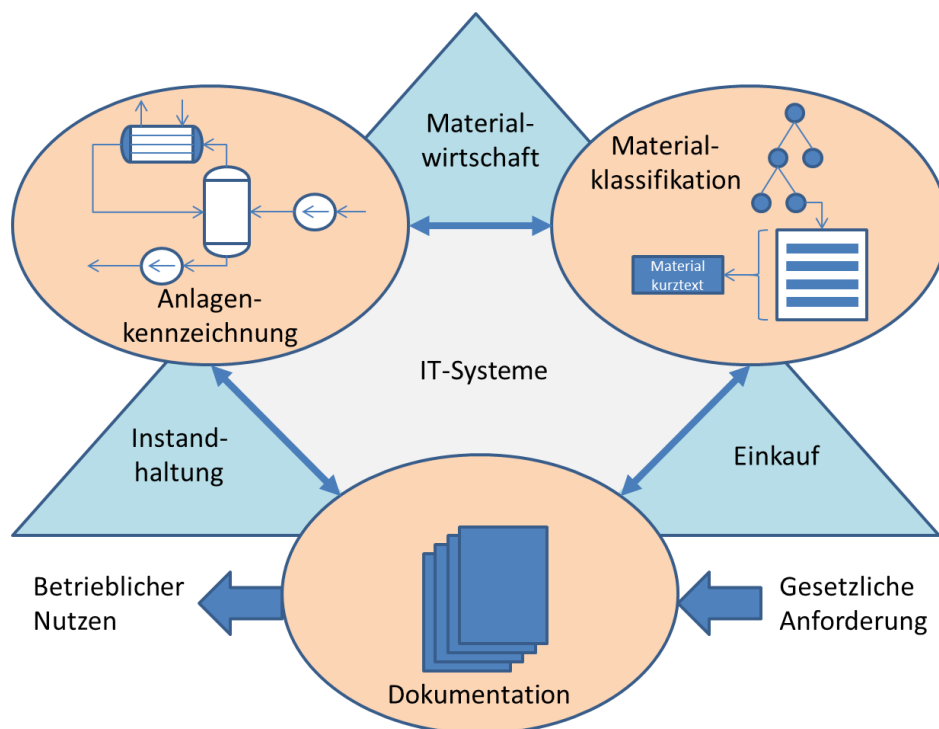 Material-
wirtschaft
Material-
klassifikation
Material
kurztext
Anlagen-
kennzeichnung
IT-Systeme
Instand-
haltung
Einkauf
Betrieblicher
Nutzen
Gesetzliche
Anforderung
Dokumentation